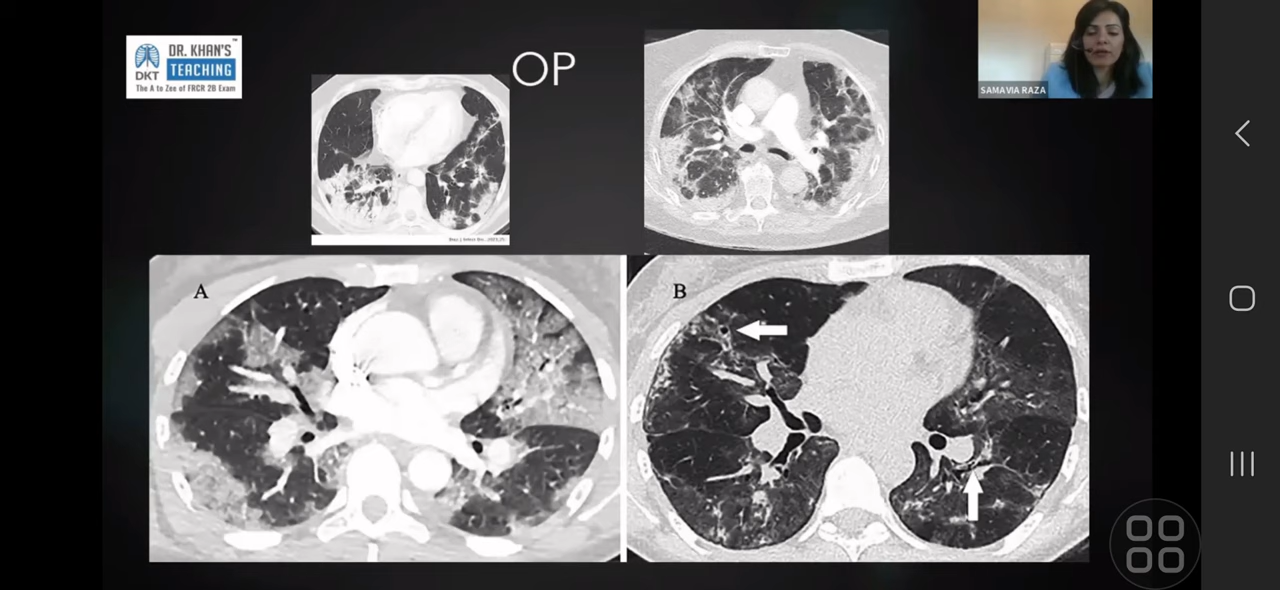 DR. KHAN'S
TEACHING
DKT
The A to Zee of FRCR 2B Exam
OP
SAMAVIA RAZA
A
B